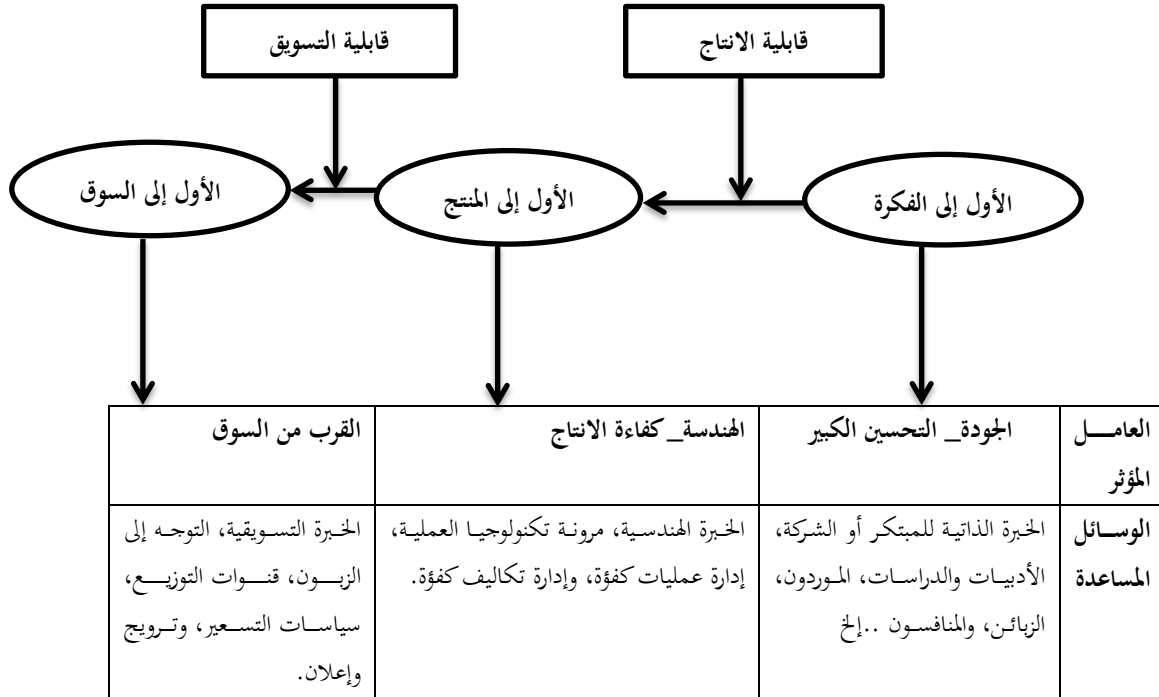 قابلية الانتاج
قابلية التسويق
الأول إلى الفكرة
الأول إلى المنتج
الأول إلى السوق
العامل
المؤثر
الجودة_ التحسين الكبير
الهندسة_ كفاءة الانتاج
القرب من السوق
الوسائل
المساعدة
الخبرة الذاتية للمبتكر أو الشركة،
الأدبيات والدراسات، الموردون،
الزبائن، والمنافسون ..إلخ
الخبرة الهندسية، مرونة تكنولوجيا العملية،
إدارة عمليات كفؤة، وإدارة تكاليف كفؤة.
الخبرة التسويقية، التوجه إلى
الزبون، قنوات التوزيع،
سياسات التسعير، وترويج
وإعلان.